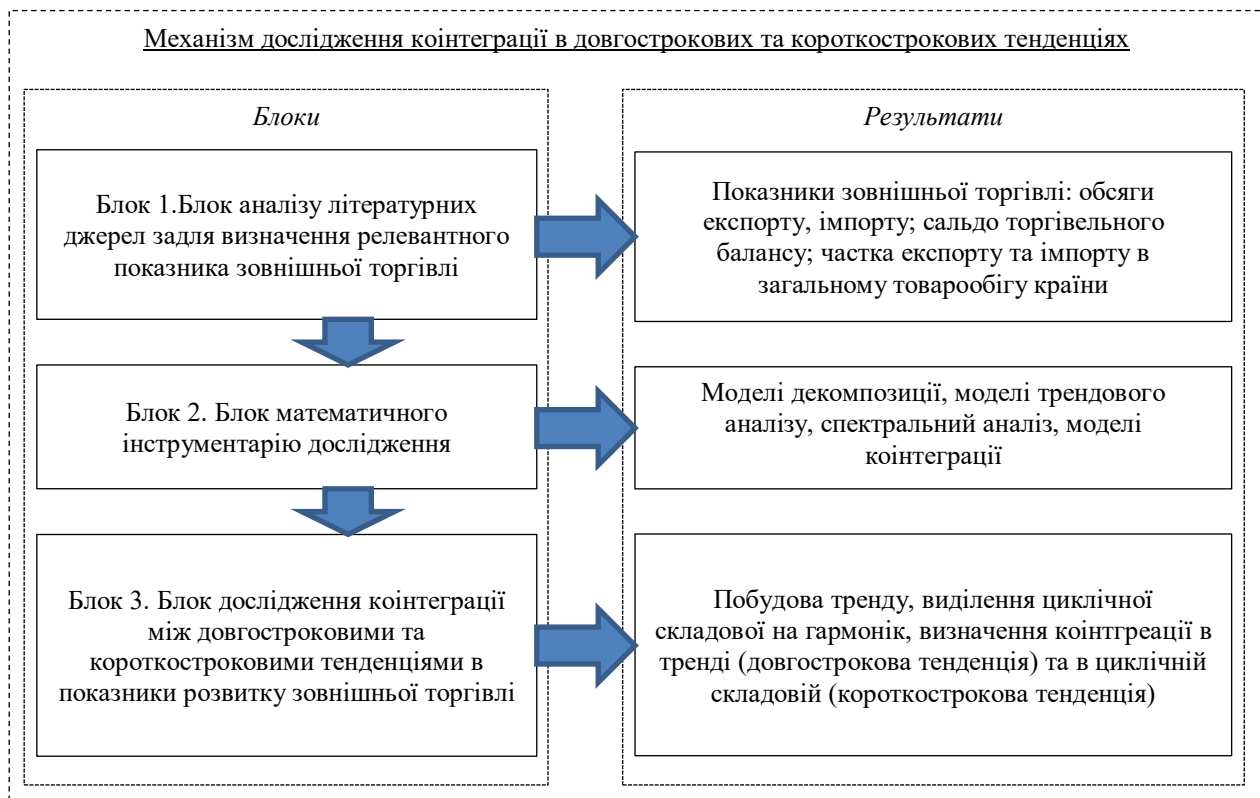 Механізм дослідження коінтеграції в довгострокових та короткострокових тенденціях
Блоки
Блок 1.Блок аналізу літературних
джерел задля визначення релевантного
показника зовнішньої торгівлі
Блок 2. Блок математичного
інструментарію дослідження
Блок 3. Блок дослідження коінтеграції
між довгостроковими та
короткостроковими тенденціями в
показники розвитку зовнішньої торгівлі
Результати
Показники зовнішньої торгівлі: обсяги
експорту, імпорту; сальдо торгівельного
балансу; частка експорту та імпорту в
загальному товарообігу країни
Моделі декомпозиції, моделі трендового
аналізу, спектральний аналіз, моделі
коінтеграції
Побудова тренду, виділення циклічної
складової на гармонік, визначення коінтгреації в
тренді (довгострокова тенденція) та в циклічній
складовій (короткострокова тенденція)